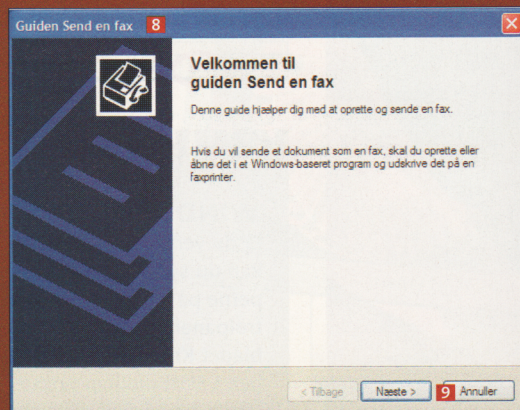 Guiden Send en fax 8
Velkommen til
guiden Send en fax
Denne guide hjælper dig med at oprette og sende en fax.
Hvis du vil sende et dokument som en fax, skal du oprette eller
åbne det i et Windows-baseret program og udskrive det på en
faxprinter.
< Tilbage Næste > 9 Annuller